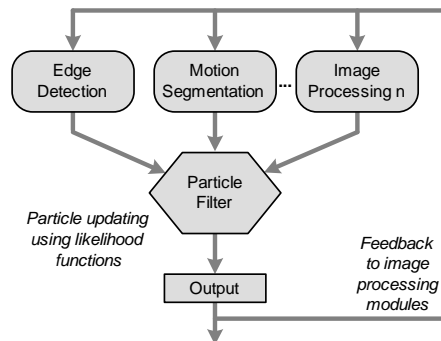 Edge
Detection
Motion
Segmentation
...
Image
Processing n
Particle
Filter
Particle updating
using likelihood
functions
Output
Feedback
to image
processing
modules